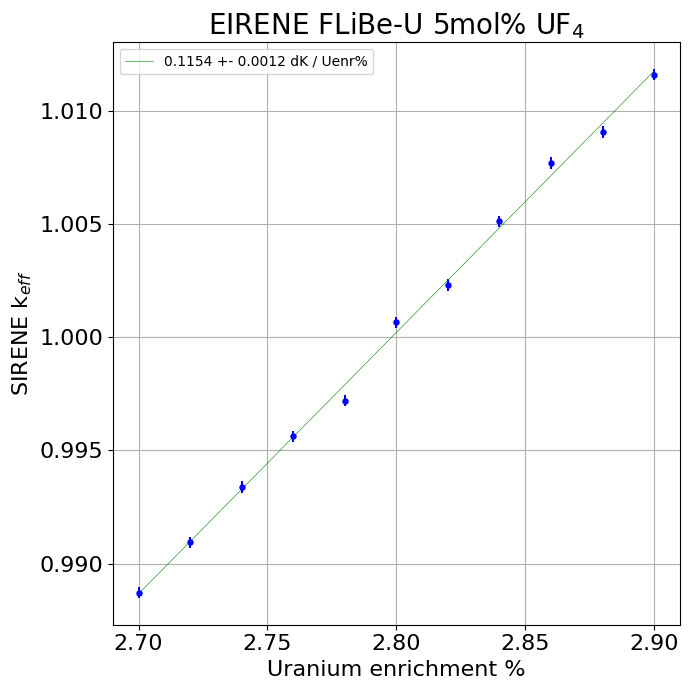 EIRENE FLiBe-U 5mol% UF₄
0.1154 +- 0.0012 dK / Uenr%
1.010
1.005
1.000
0.995
0.990
SIRENE k_eff
2.70 2.75 2.80 2.85 2.90
Uranium enrichment %